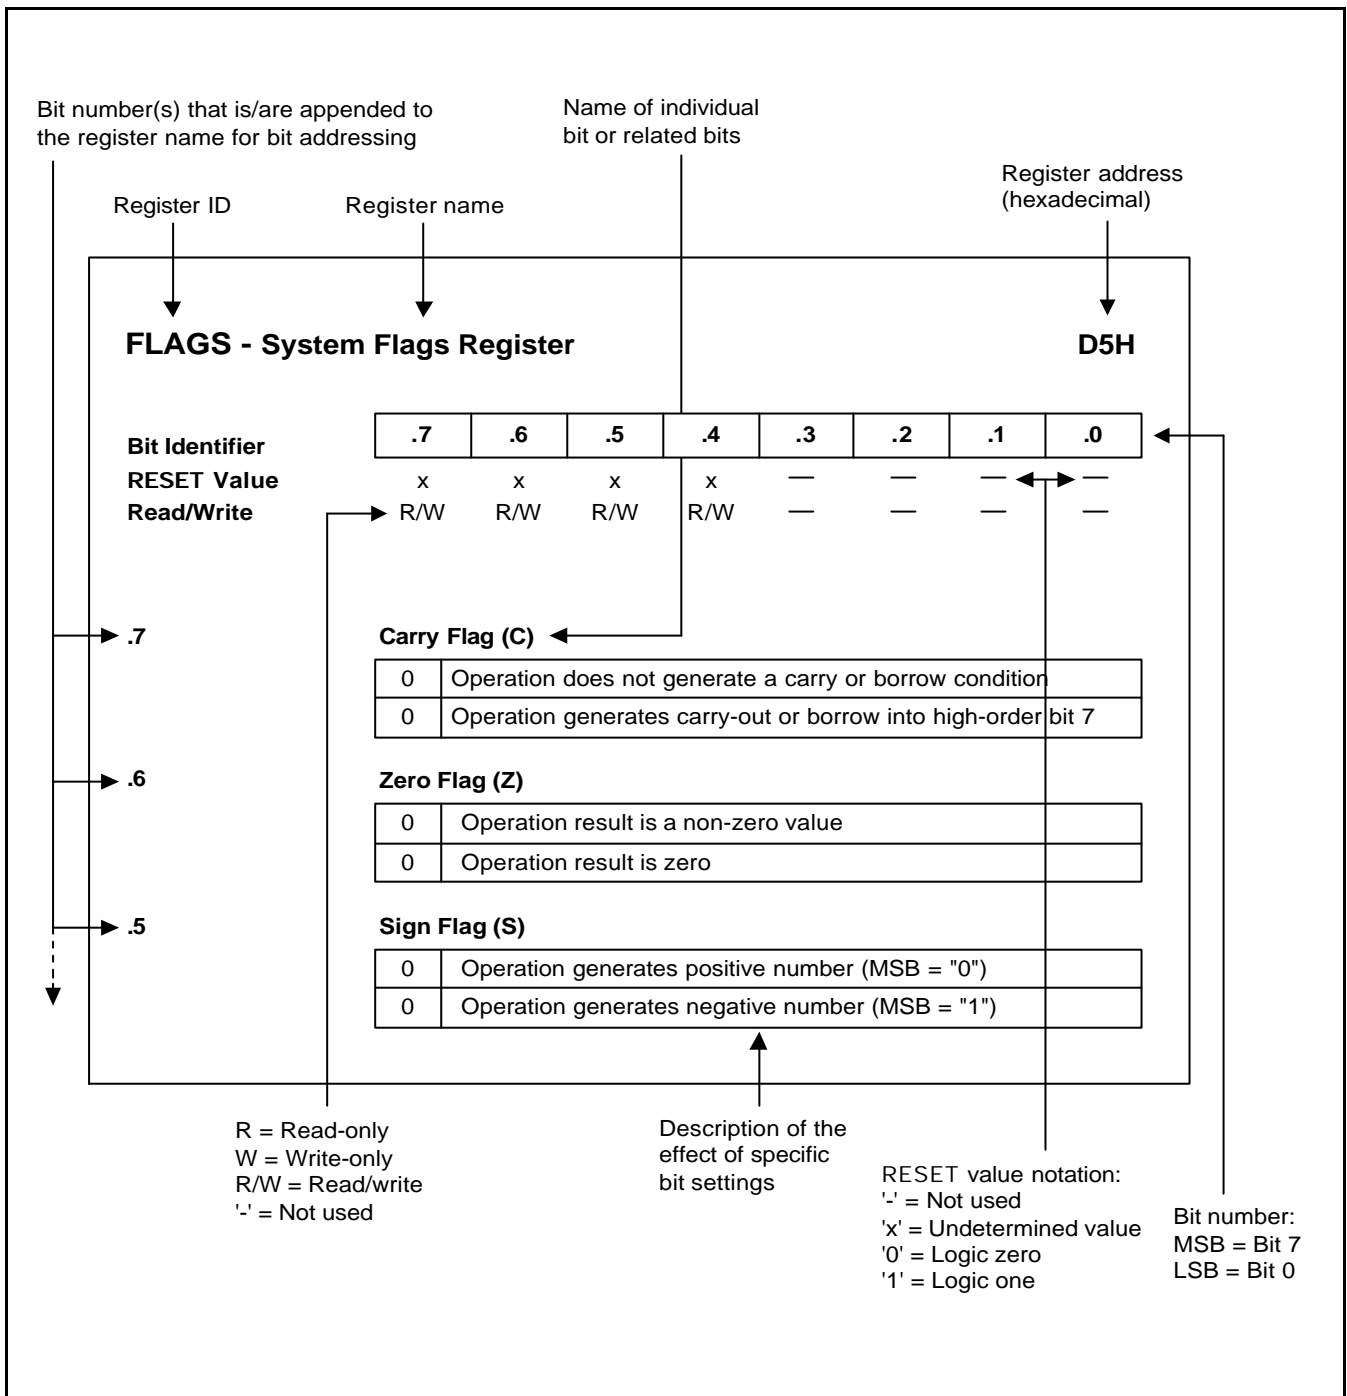 Bit number(s) that is/are appended to
the register name for bit addressing
Name of individual
bit or related bits
Register address
(hexadecimal)
Register ID
Register name
FLAGS - System Flags Register
D5H
Bit Identifier .7 .6 .5 .4 .3 .2 .1 .0
RESET Value x x x x — — — —
Read/Write R/W R/W R/W R/W — — — —
.7 Carry Flag (C)
0 Operation does not generate a carry or borrow condition
0 Operation generates carry-out or borrow into high-order bit 7
.6 Zero Flag (Z)
0 Operation result is a non-zero value
0 Operation result is zero
.5 Sign Flag (S)
0 Operation generates positive number (MSB = "0")
0 Operation generates negative number (MSB = "1")
R = Read-only
W = Write-only
R/W = Read/write
'-' = Not used
Description of the
effect of specific
bit settings
RESET value notation:
'-' = Not used
'x' = Undetermined value
'0' = Logic zero
'1' = Logic one
Bit number:
MSB = Bit 7
LSB = Bit 0